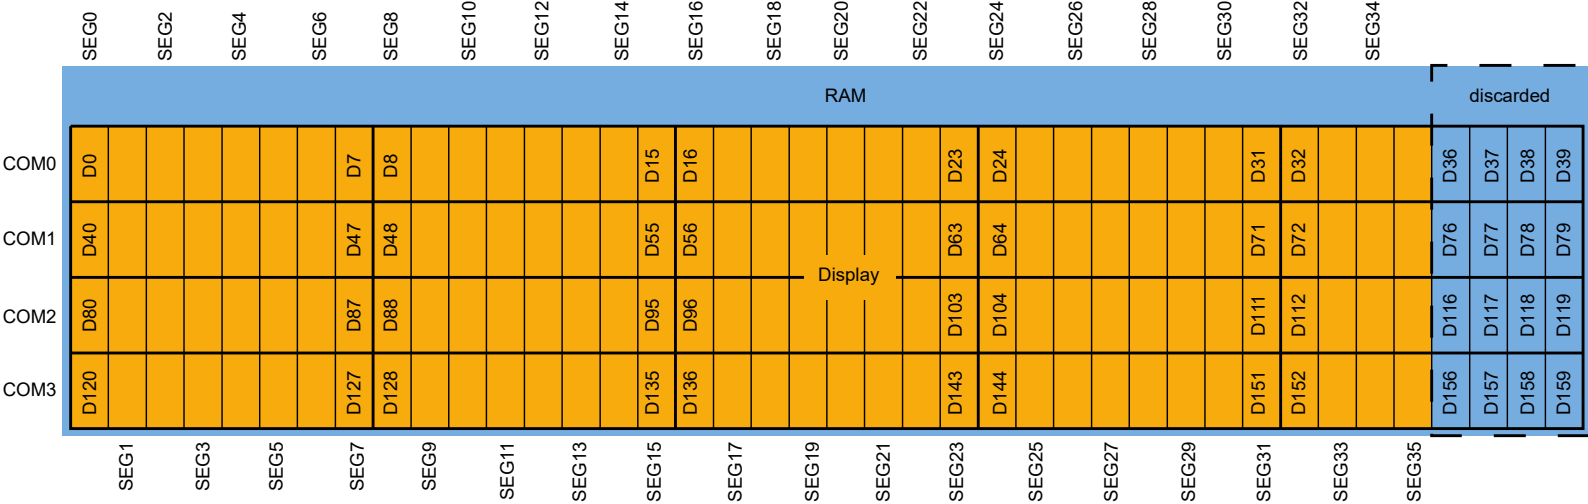 SEG0 SEG2 SEG4 SEG6 SEG8 SEG10 SEG12 SEG14 SEG16 SEG18 SEG20 SEG22 SEG24 SEG26 SEG28 SEG30 SEG32 SEG34
RAM discarded
COM0 D0 D7 D8 D15 D16 D23 D24 D31 D32 D36 D37 D38 D39
COM1 D40 D47 D48 D55 D56 D63 D64 D71 D72 D76 D77 D78 D79
Display
COM2 D80 D87 D88 D95 D96 D103 D104 D111 D112 D116 D117 D118 D119
COM3 D120 D127 D128 D135 D136 D143 D144 D151 D152 D156 D157 D158 D159
SEG1 SEG3 SEG5 SEG7 SEG9 SEG11 SEG13 SEG15 SEG17 SEG19 SEG21 SEG23 SEG25 SEG27 SEG29 SEG31 SEG33 SEG35